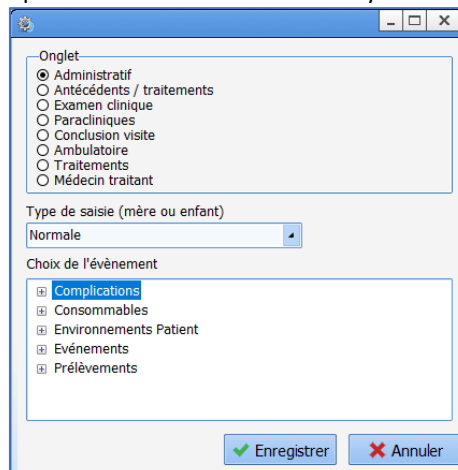 Onglet
Administratif
Antécédents / traitements
Examen clinique
Paracliniques
Conclusion visite
Ambulatoire
Traitements
Médecin traitant
Type de saisie (mère ou enfant)
Normale
Choix de l'évènement
Complications
Consommables
Environnements Patient
Evénements
Prélèvements
Enregistrer
Annuler